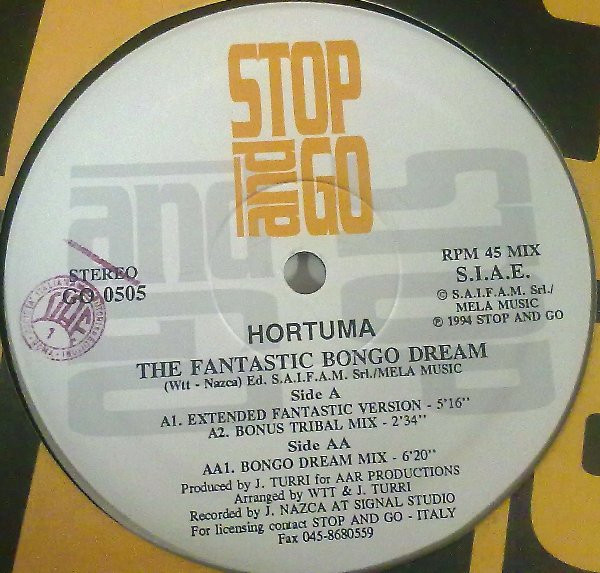 STOP
and
GO
STEREO
GO 0505
RPM 45 MIX
S.I.A.E.
© S.A.I.F.A.M. Srl./
MELA MUSIC
℗ 1994 STOP AND GO
HORTUMA
THE FANTASTIC BONGO DREAM
(Wtt - Nazca) Ed. S.A.I.F.A.M. Srl./MELA MUSIC
Side A
A1. EXTENDED FANTASTIC VERSION - 5'16"
A2. BONUS TRIBAL MIX - 2'34"
Side AA
AA1. BONGO DREAM MIX - 6'20"
Produced by J. TURRI for AAR PRODUCTIONS
Arranged by WTT & J. TURRI
Recorded by J. NAZCA AT SIGNAL STUDIO
For licensing contact STOP AND GO - ITALY
Fax 045-8680559